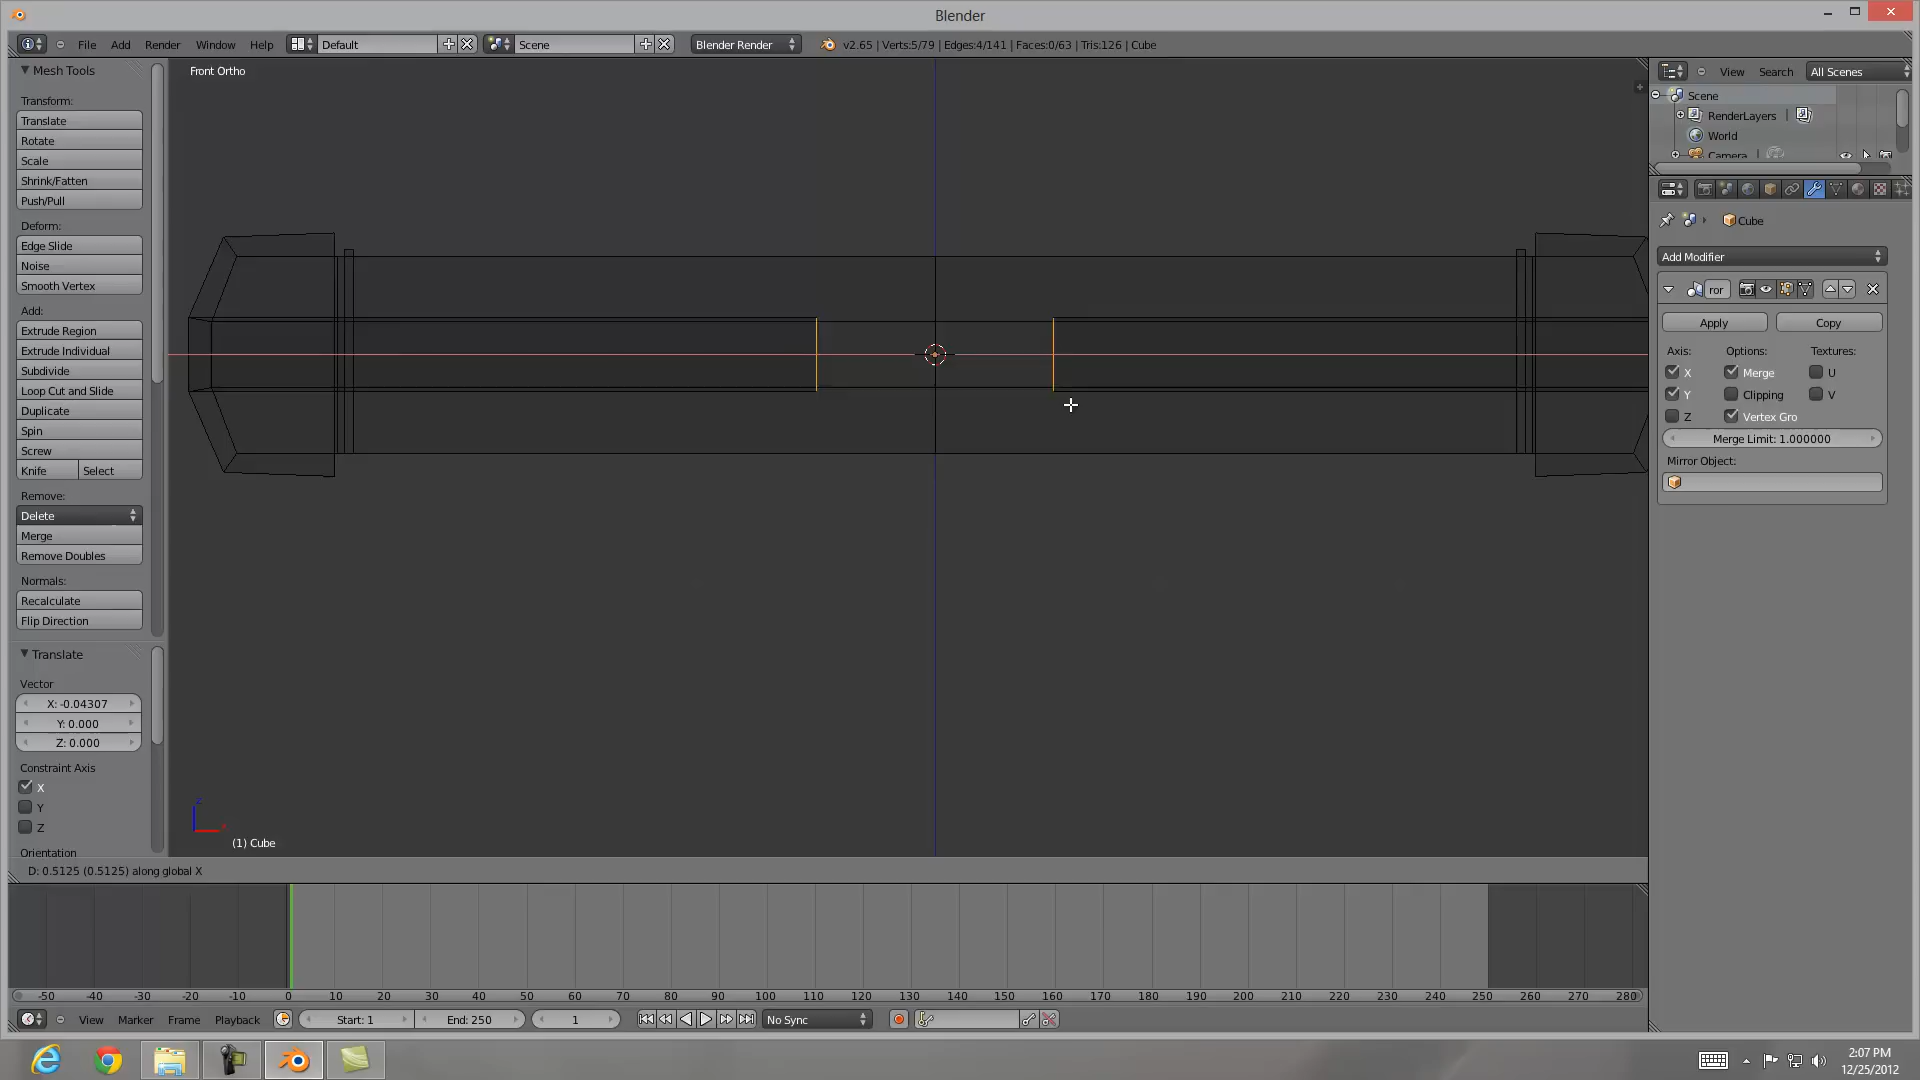 Blender
File Add Render Window Help Default Scene Blender Render v2.65 | Verts:5/79 | Edges:4/141 | Faces:0/63 | Tris:126 | Cube
Mesh Tools
Transform:
Translate
Rotate
Scale
Shrink/Fatten
Push/Pull
Deform:
Edge Slide
Noise
Smooth Vertex
Add:
Extrude Region
Extrude Individual
Subdivide
Loop Cut and Slide
Duplicate
Spin
Screw
Knife Select
Remove:
Delete
Merge
Remove Doubles
Normals:
Recalculate
Flip Direction
Translate
Vector
X: -0.04307
Y: 0.000
Z: 0.000
Constraint Axis
X
Y
Z
Orientation
Front Ortho
(1) Cube
D: 0.5125 (0.5125) along global X
View Search All Scenes
Scene
RenderLayers |
World
Camera |
Cube
Add Modifier
ror
Apply Copy
Axis: Options: Textures:
X Merge U
Y Clipping V
Z Vertex Gro
Merge Limit: 1.000000
Mirror Object:
-50 -40 -30 -20 -10 0 10 20 30 40 50 60 70 80 90 100 110 120 130 140 150 160 170 180 190 200 210 220 230 240 250 260 270 280
View Marker Frame Playback Start: 1 End: 250 1 No Sync
2:07 PM
12/25/2012